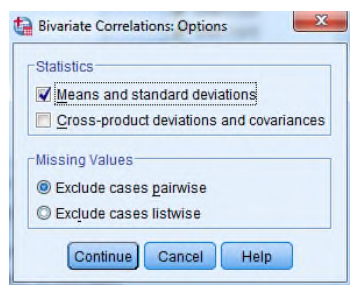 Bivariate Correlations: Options
Statistics
Means and standard deviations
Cross-product deviations and covariances
Missing Values
Exclude cases pairwise
Exclude cases listwise
Continue Cancel Help